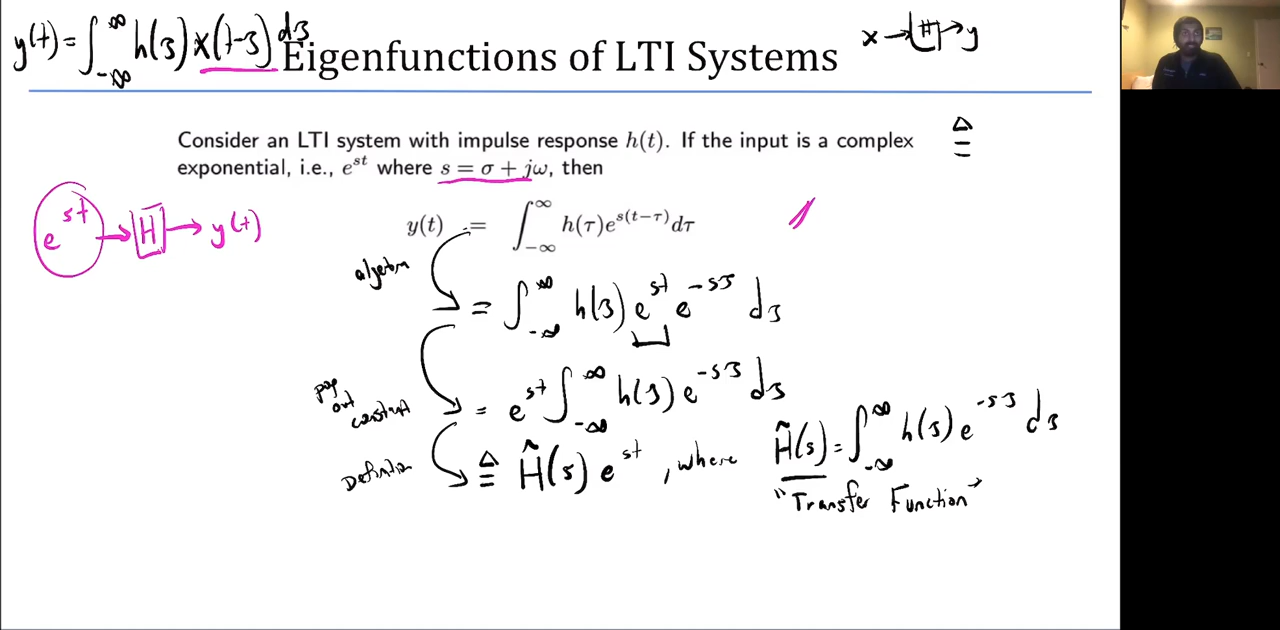 y(t) = ∫_{-∞}^{∞} h(τ) x(t-τ) dτ
Eigenfunctions of LTI Systems
x → [H] → y
≜
Consider an LTI system with impulse response h(t). If the input is a complex
exponential, i.e., e^{st} where s = σ + jω, then
e^{st} → [H] → y(t)
y(t) = ∫_{-∞}^{∞} h(τ)e^{s(t-τ)}dτ
algebra
= ∫_{-∞}^{∞} h(τ) e^{st} e^{-sτ} dτ
pop out constant
= e^{st} ∫_{-∞}^{∞} h(τ) e^{-sτ} dτ
Definition
≜ H̃(s) e^{st}, where H̃(s) = ∫_{-∞}^{∞} h(τ) e^{-sτ} dτ
"Transfer Function"